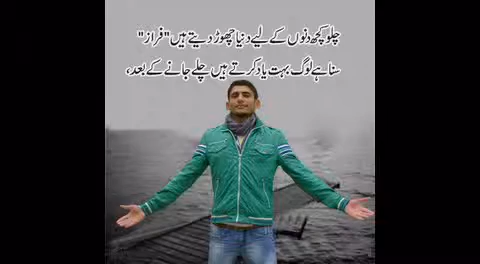 چلو کچھ دنوں کے لیے دنیا چھوڑ دیتے ہیں "فراز"
سنا ہے لوگ بہت یاد کرتے ہیں چلے جانے کے بعد،